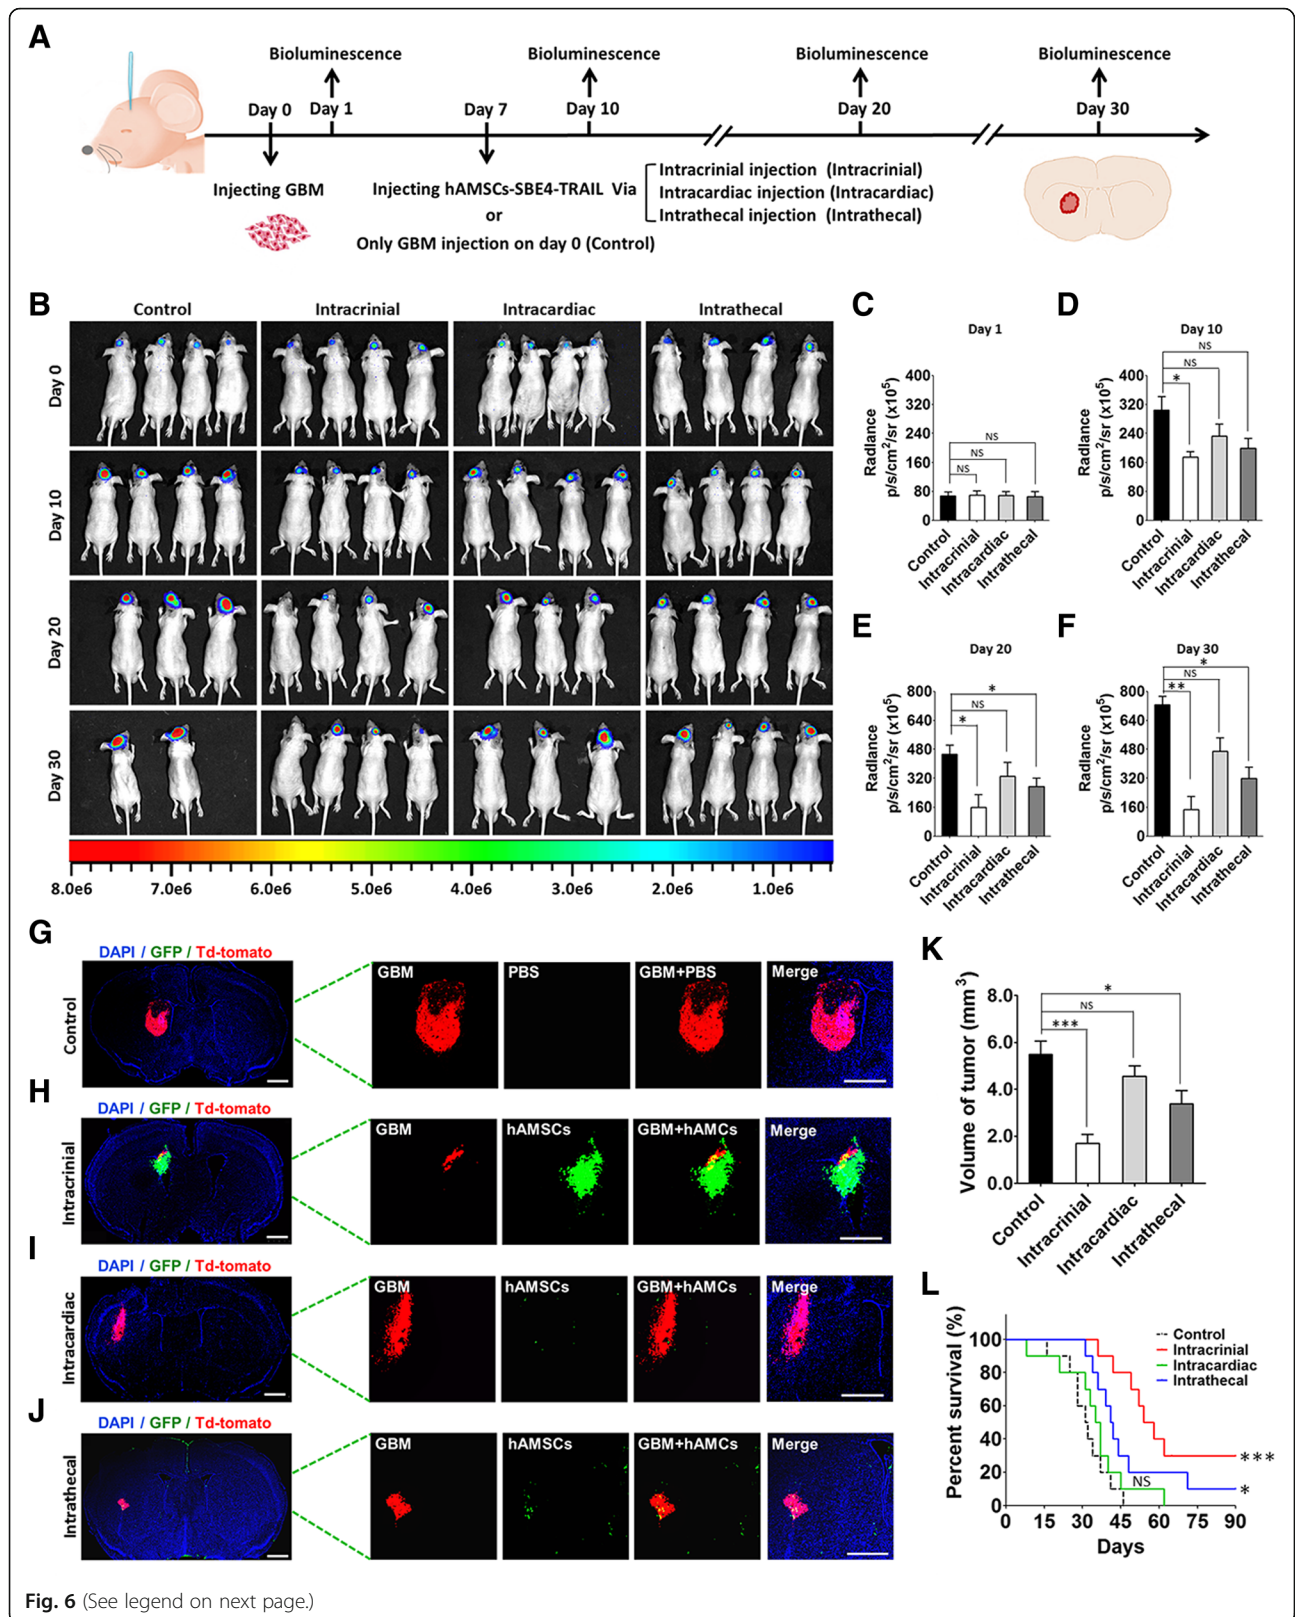 A
Bioluminescence Bioluminescence Bioluminescence Bioluminescence
Day 0 Day 1 Day 7 Day 10 Day 20 Day 30
Injecting GBM
Injecting hAMSCs-SBE4-TRAIL Via
or
Only GBM injection on day 0 (Control)
Intracrinial injection (Intracrinial)
Intracardiac injection (Intracardiac)
Intrathecal injection (Intrathecal)
B
Control Intracrinial Intracardiac Intrathecal
Day 0
Day 10
Day 20
Day 30
8.0e6 7.0e6 6.0e6 5.0e6 4.0e6 3.0e6 2.0e6 1.0e6
C
Day 1
Radiance
p/s/cm²/sr (x10⁵)
400
320
240
160
80
0
NS
NS
NS
Control Intracrinial Intracardiac Intrathecal
D
Day 10
Radiance
p/s/cm²/sr (x10⁵)
400
320
240
160
80
0
NS
NS
*
Control Intracrinial Intracardiac Intrathecal
E
Day 20
Radiance
p/s/cm²/sr (x10⁵)
800
640
480
320
160
0
*
NS
*
Control Intracrinial Intracardiac Intrathecal
F
Day 30
Radiance
p/s/cm²/sr (x10⁵)
800
640
480
320
160
0
*
NS
**
Control Intracrinial Intracardiac Intrathecal
G
DAPI / GFP / Td-tomato
Control
GBM PBS GBM+PBS Merge
H
DAPI / GFP / Td-tomato
Intracrinial
GBM hAMSCs GBM+hAMCs Merge
I
DAPI / GFP / Td-tomato
Intracardiac
GBM hAMSCs GBM+hAMCs Merge
J
DAPI / GFP / Td-tomato
Intrathecal
GBM hAMSCs GBM+hAMCs Merge
K
Volume of tumor (mm³)
8.0
6.0
4.0
2.0
0.0
*
NS
***
Control Intracrinial Intracardiac Intrathecal
L
Percent survival (%)
100
80
60
40
20
0
Control
Intracrinial
Intracardiac
Intrathecal
***
NS
*
0 15 30 45 60 75 90
Days
Fig. 6 (See legend on next page.)